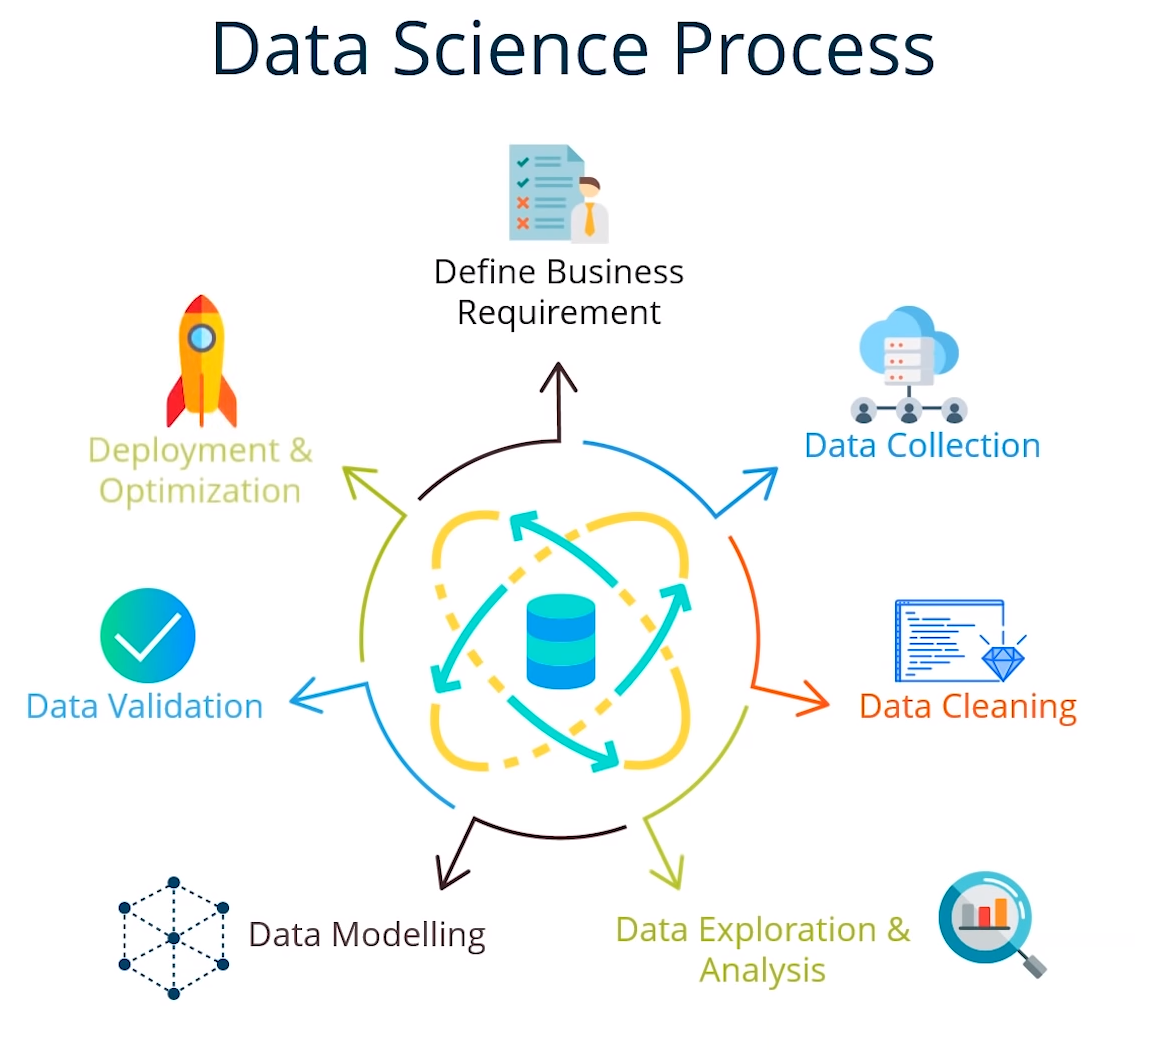 Data Science Process
Define Business
Requirement
Data Collection
Data Cleaning
Data Exploration &
Analysis
Data Modelling
Data Validation
Deployment &
Optimization